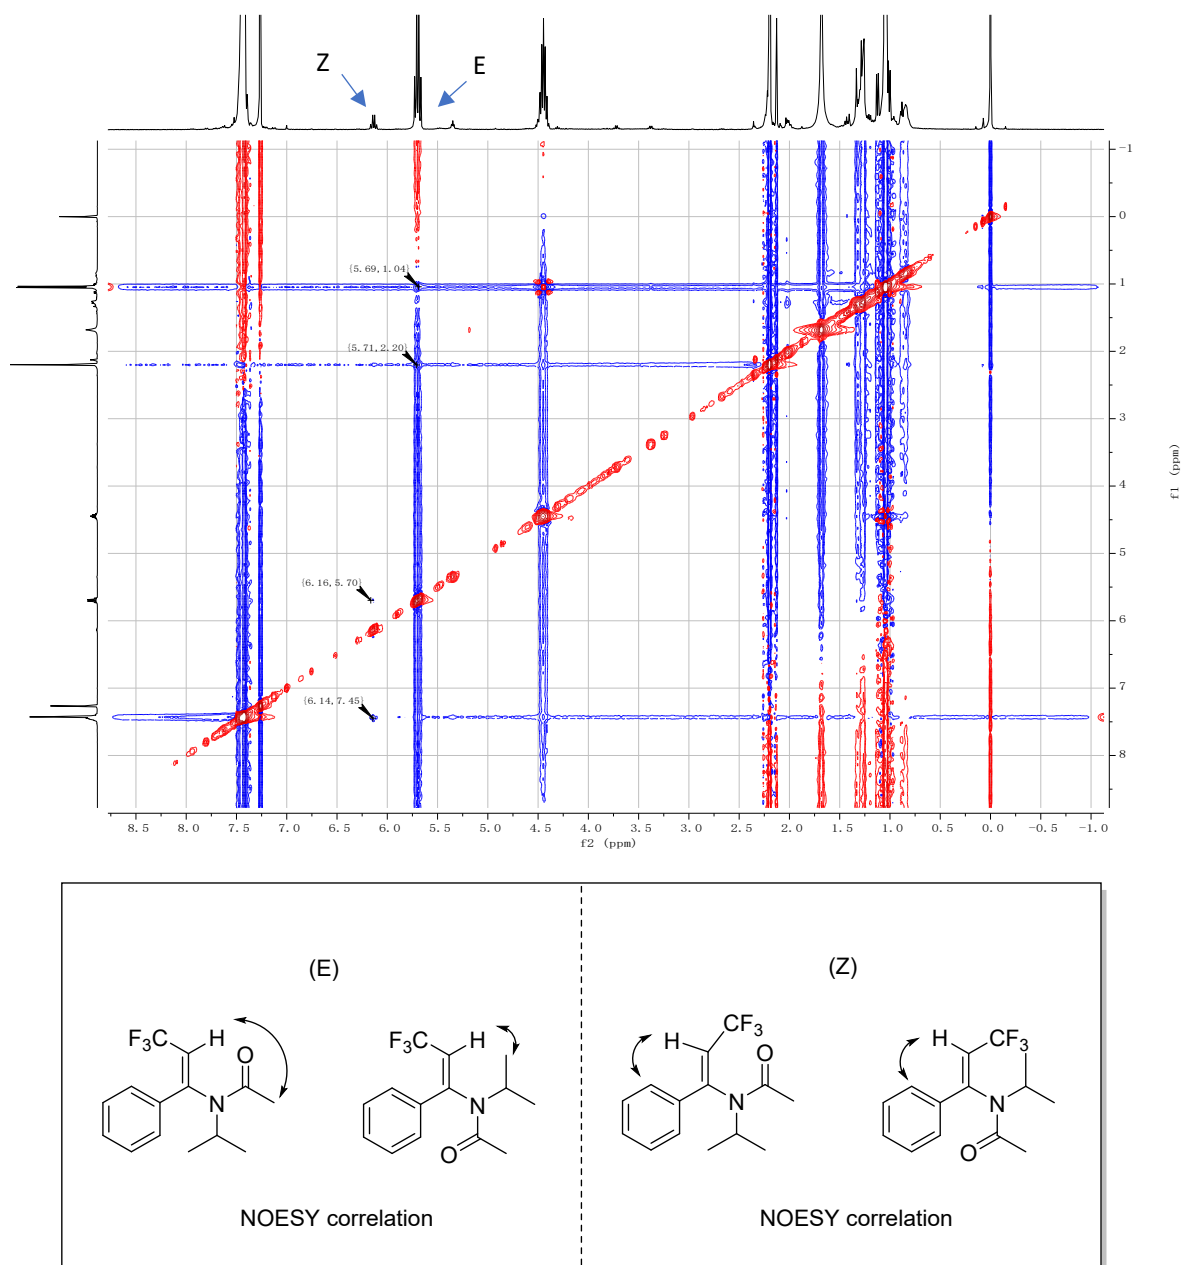 Z
E
{5.69, 1.04}
{5.71, 2.20}
{6.16, 5.70}
{6.14, 7.45}
-1
0
1
2
3
4
5
6
7
8
f1 (ppm)
8.5 8.0 7.5 7.0 6.5 6.0 5.5 5.0 4.5 4.0 3.5 3.0 2.5 2.0 1.5 1.0 0.5 0.0 -0.5 -1.0
f2 (ppm)
(E)
(Z)
F3C H O N
F3C H N O
H CF3 O N
H CF3 N O
NOESY correlation
NOESY correlation